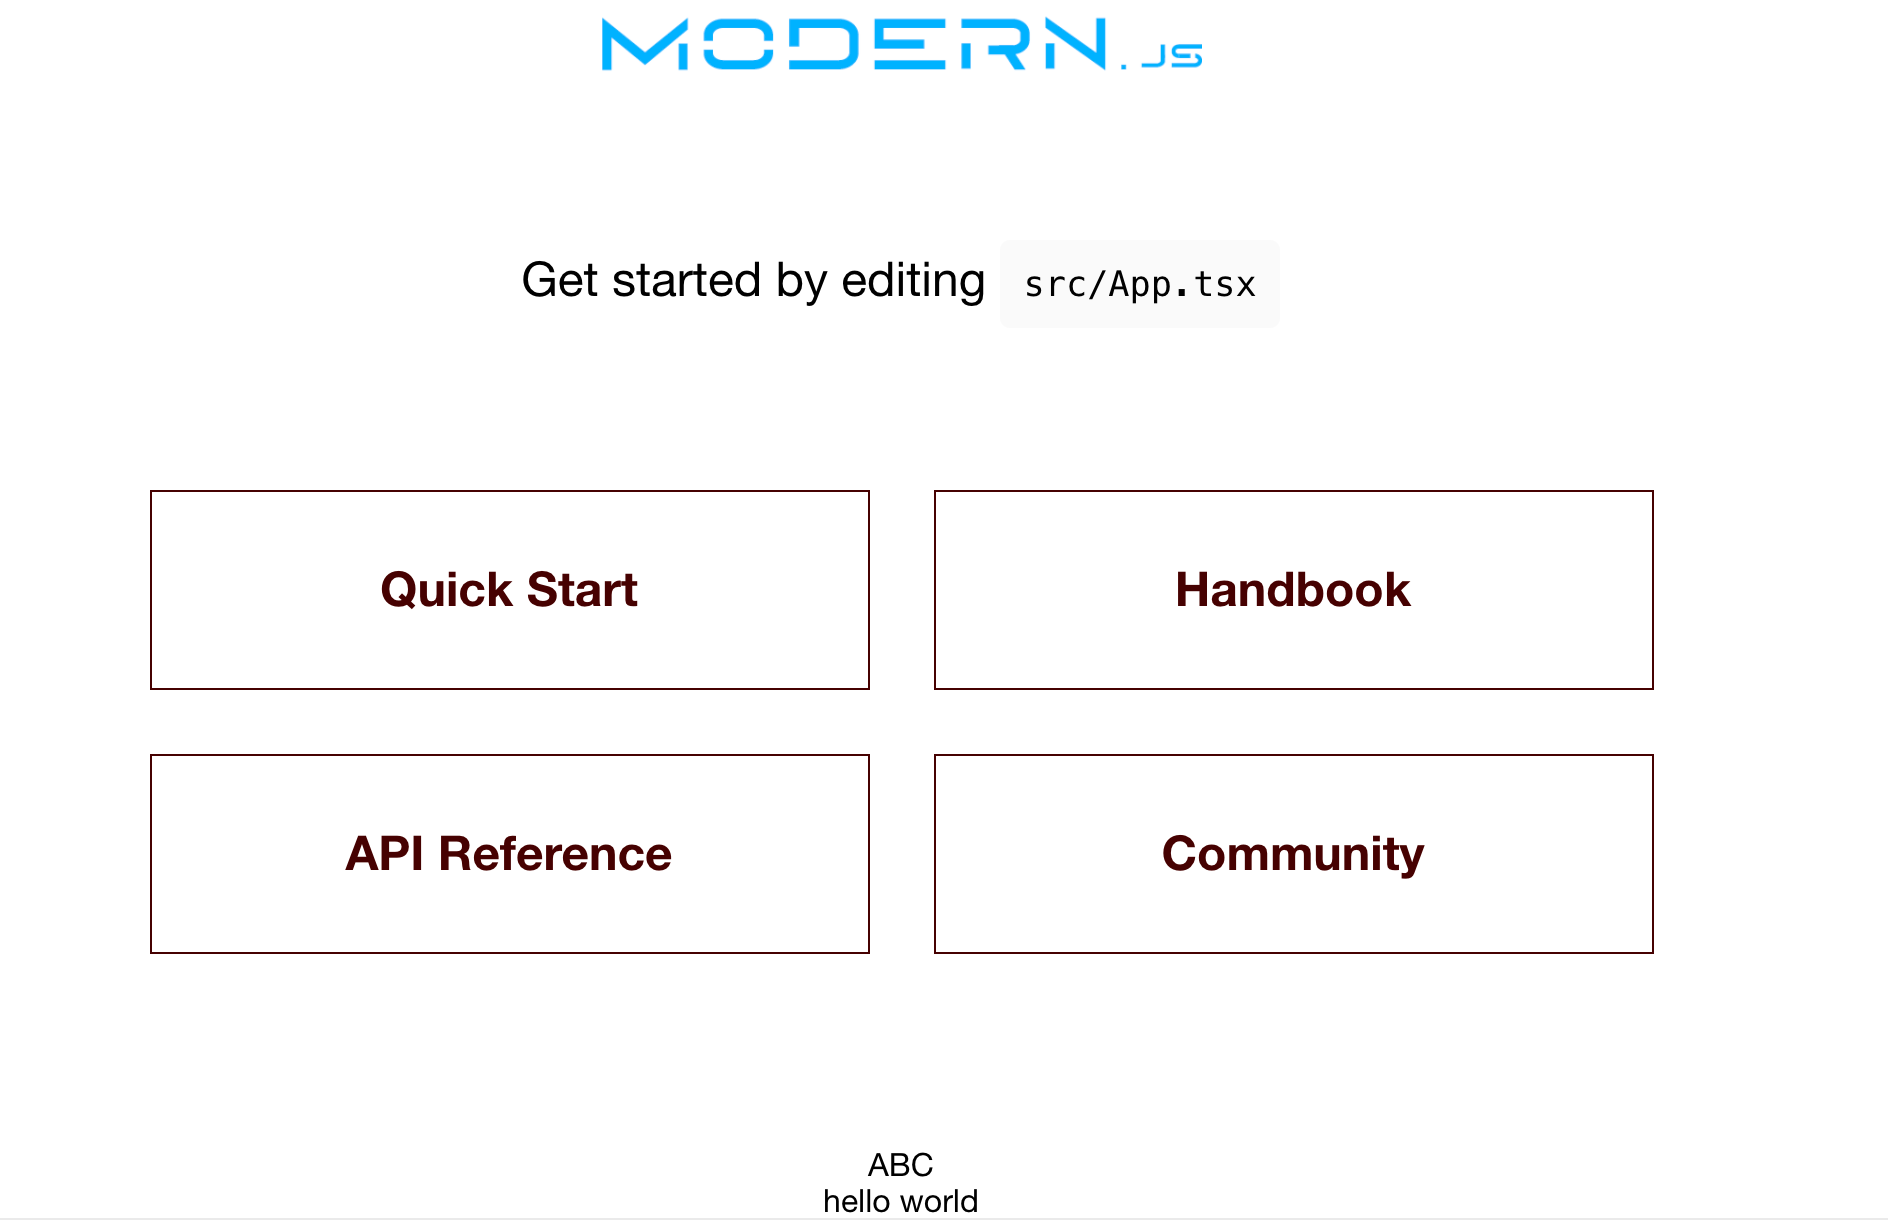 MODERN.JS
Get started by editing src/App.tsx
Quick Start
Handbook
API Reference
Community
ABC
hello world